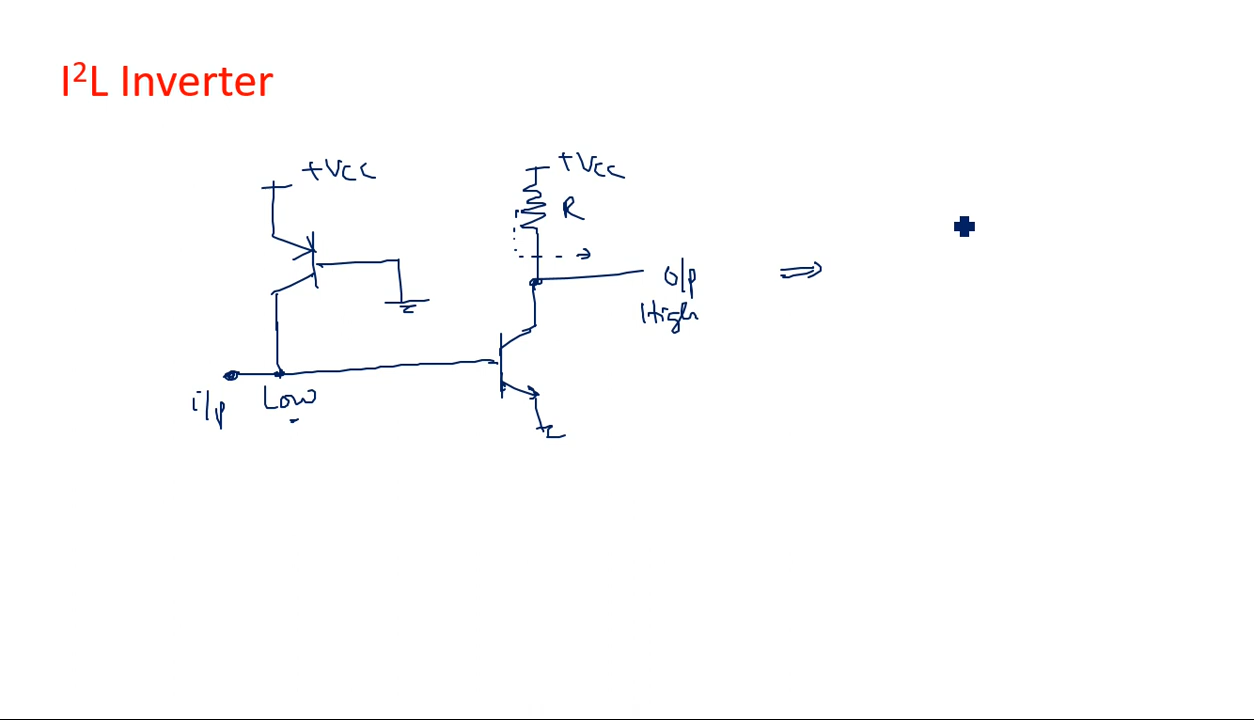 I²L Inverter
+VCC
+VCC
R
O/p
High
i/p
Low